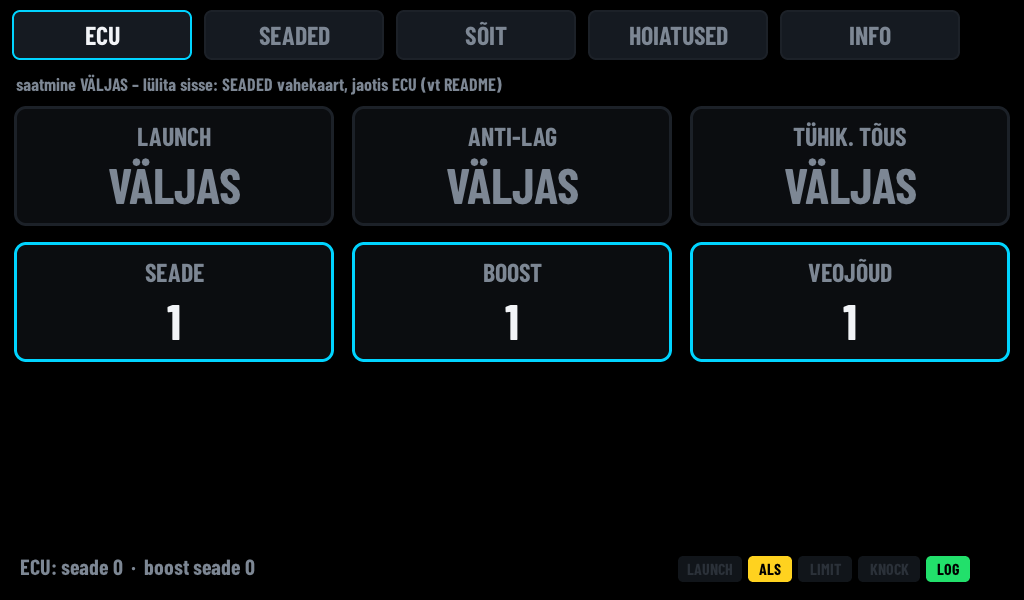 ECU SEADED SÕIT HOIATUSED INFO
saatmine VÄLJAS – lülita sisse: SEADED vahekaart, jaotis ECU (vt README)
LAUNCH ANTI-LAG TÜHIK. TÕUS
VÄLJAS VÄLJAS VÄLJAS
SEADE BOOST VEOJÕUD
1 1 1
ECU: seade 0 · boost seade 0 LAUNCH ALS LIMIT KNOCK LOG